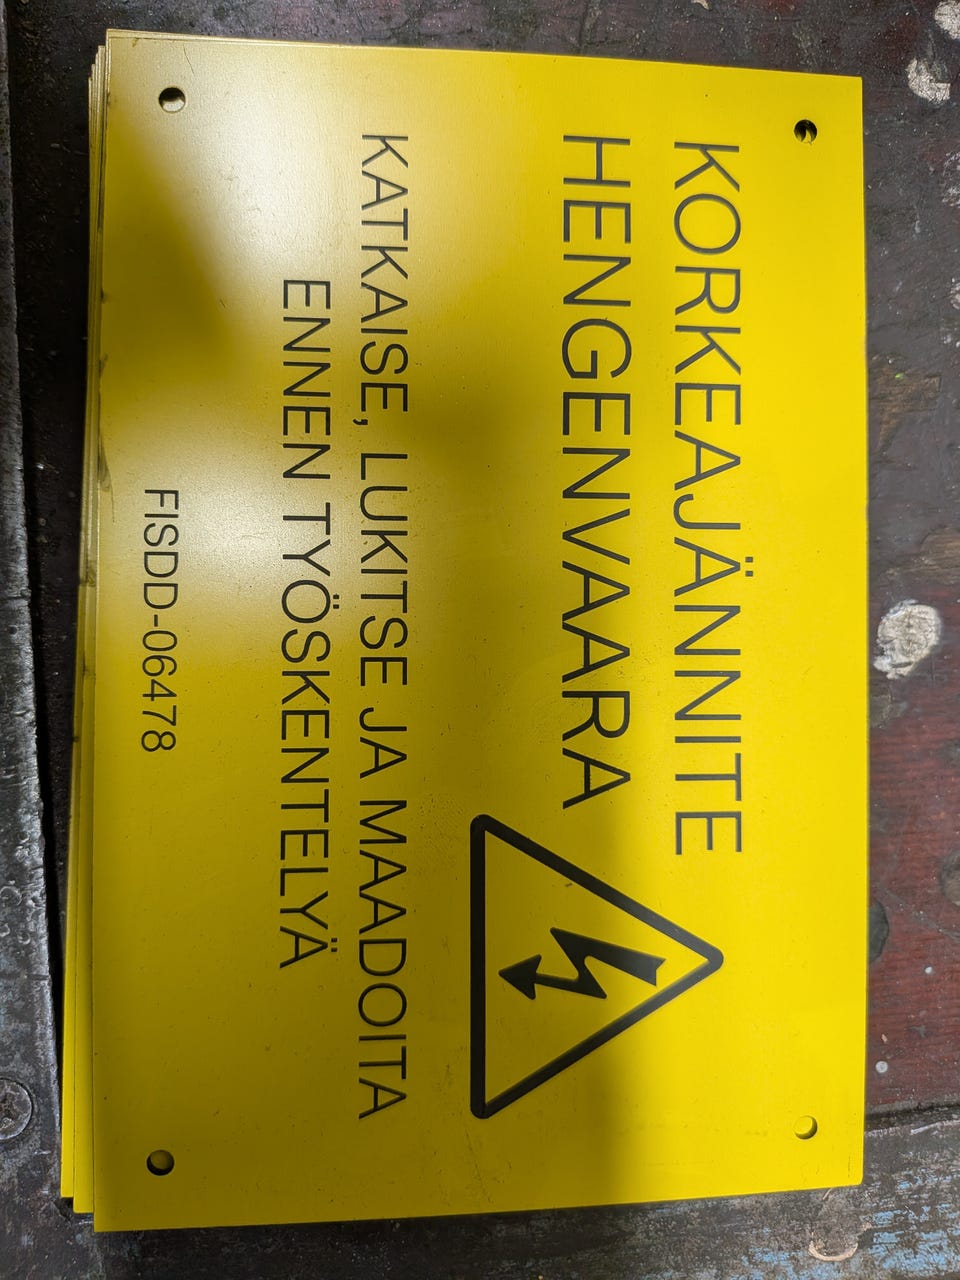 KORKEAJÄNNITE
HENGENVAARA
KATKAISE, LUKITSE JA MAADOITA
ENNEN TYÖSKENTELYÄ
FISDD-06478